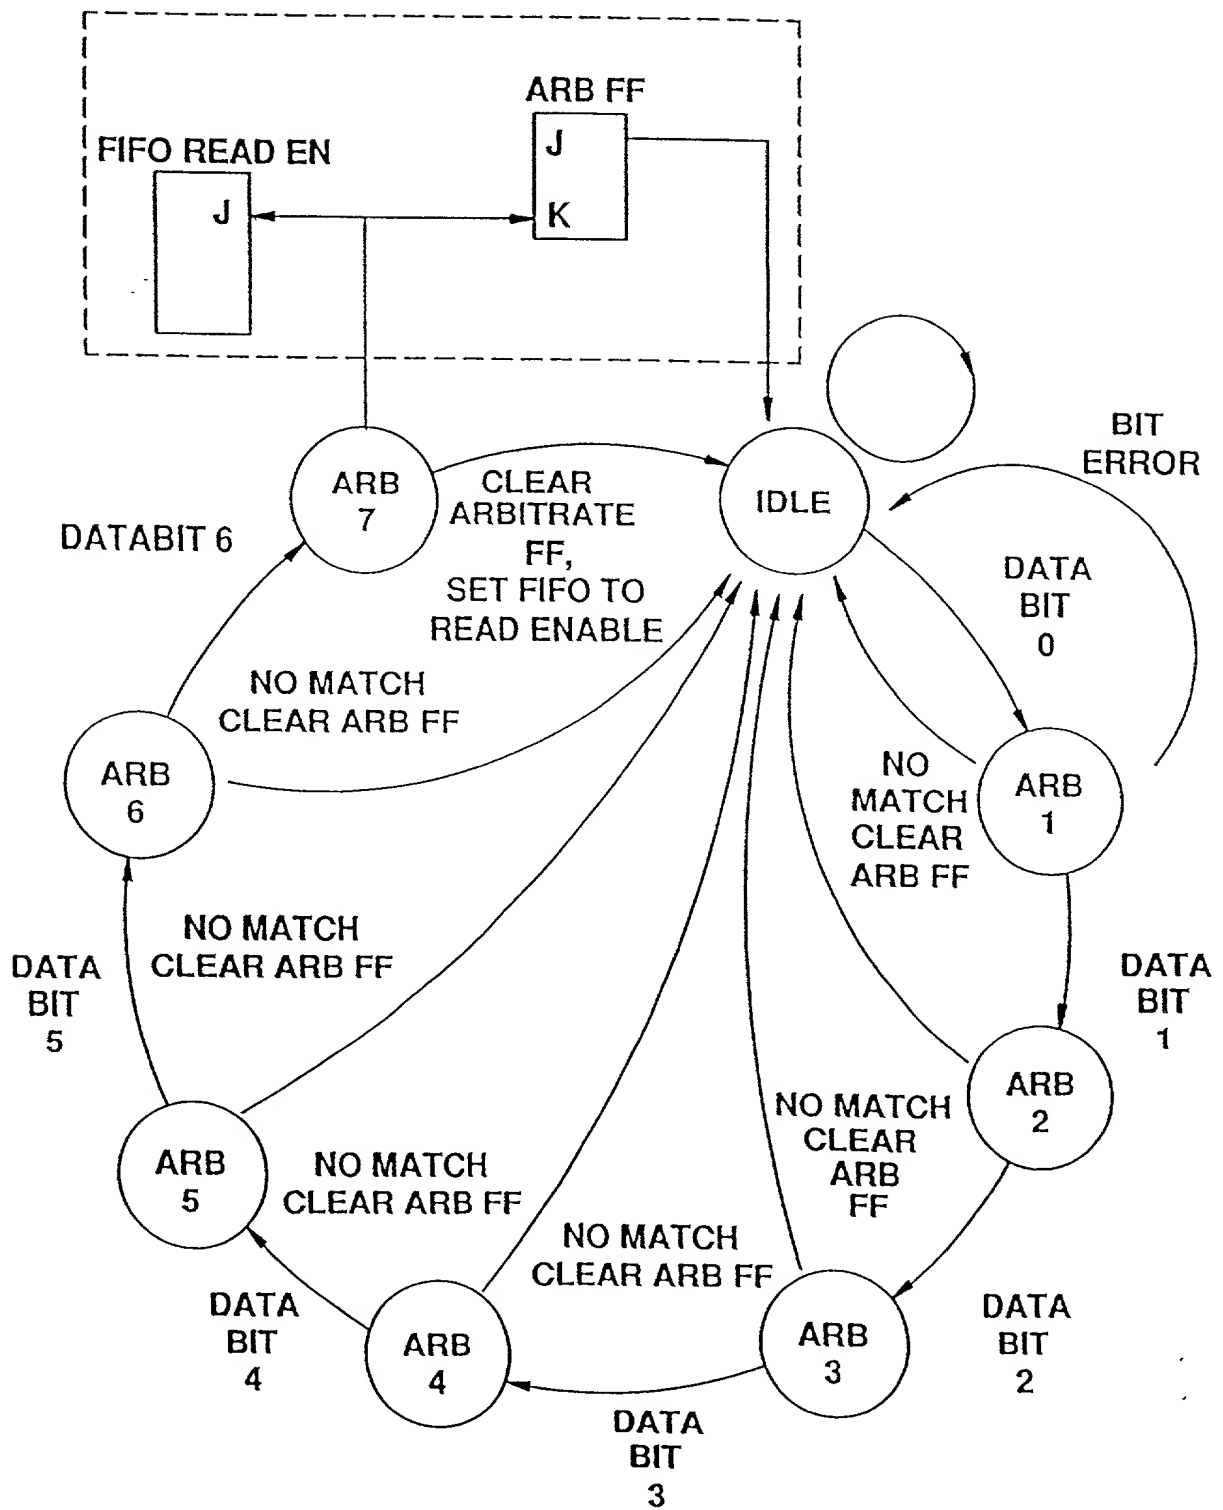 ARB FF
J
K
FIFO READ EN
J
BIT
ERROR
ARB
7
CLEAR
ARBITRATE
FF,
SET FIFO TO
READ ENABLE
IDLE
DATABIT 6
DATA
BIT
0
NO MATCH
CLEAR ARB FF
ARB
6
NO
MATCH
CLEAR
ARB FF
ARB
1
NO MATCH
CLEAR ARB FF
DATA
BIT
5
DATA
BIT
1
ARB
2
NO MATCH
CLEAR
ARB
FF
ARB
5
NO MATCH
CLEAR ARB FF
NO MATCH
CLEAR ARB FF
DATA
BIT
4
ARB
4
ARB
3
DATA
BIT
2
DATA
BIT
3